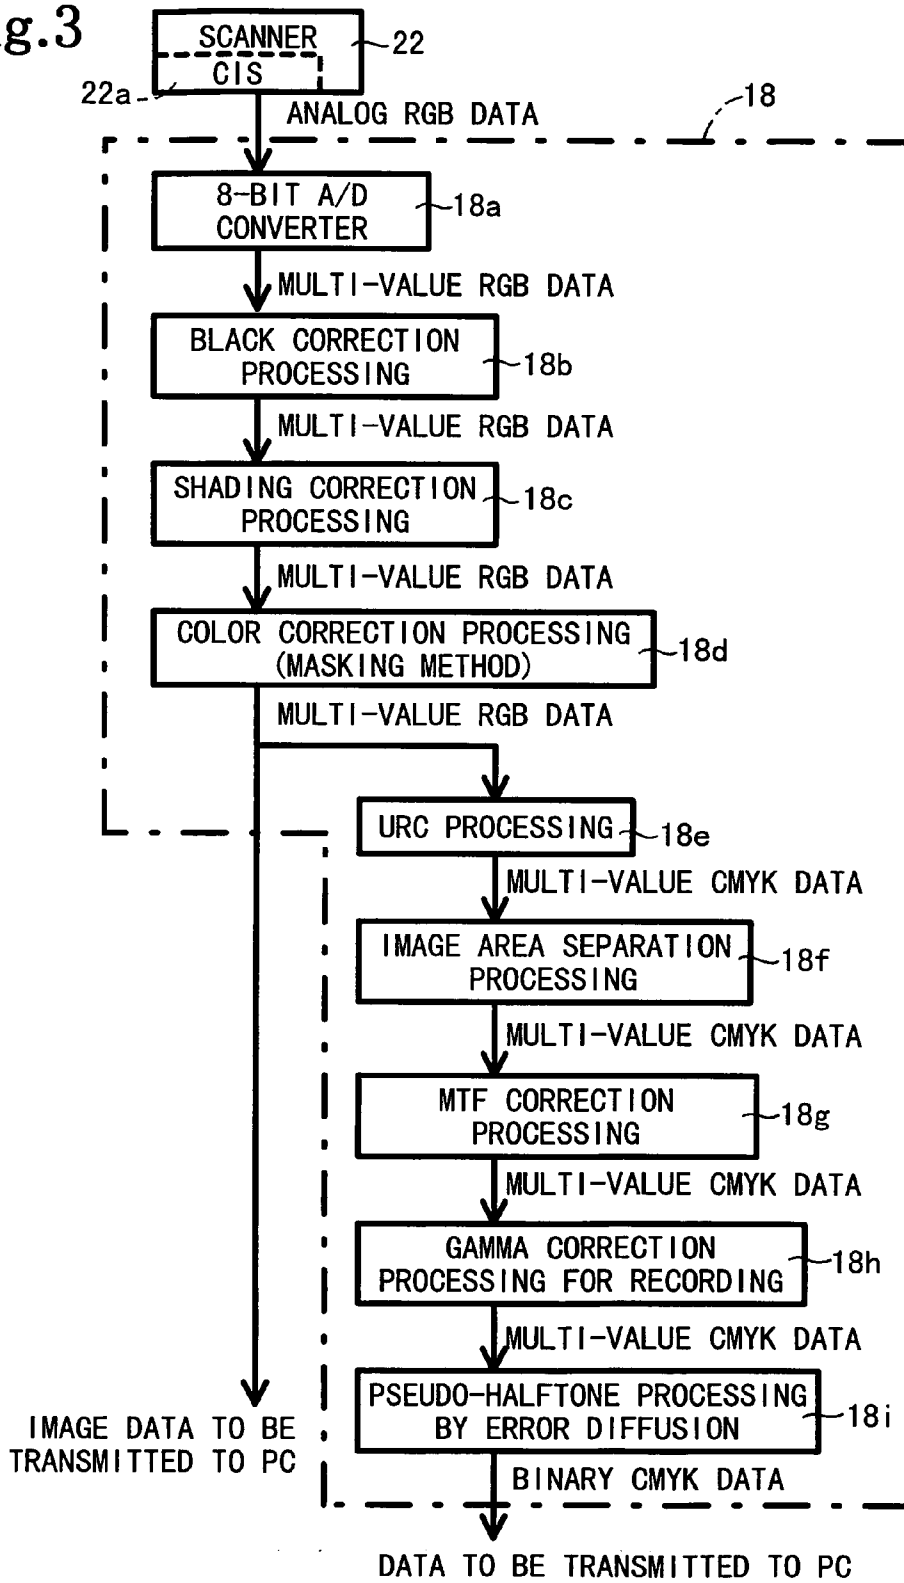 g.3
SCANNER
22
CIS
22a
ANALOG RGB DATA
18
8-BIT A/D
CONVERTER
18a
MULTI-VALUE RGB DATA
BLACK CORRECTION
PROCESSING
18b
MULTI-VALUE RGB DATA
SHADING CORRECTION
PROCESSING
18c
MULTI-VALUE RGB DATA
COLOR CORRECTION PROCESSING
(MASKING METHOD)
18d
MULTI-VALUE RGB DATA
URC PROCESSING
18e
MULTI-VALUE CMYK DATA
IMAGE AREA SEPARATION
PROCESSING
18f
MULTI-VALUE CMYK DATA
MTF CORRECTION
PROCESSING
18g
MULTI-VALUE CMYK DATA
GAMMA CORRECTION
PROCESSING FOR RECORDING
18h
MULTI-VALUE CMYK DATA
PSEUDO-HALFTONE PROCESSING
BY ERROR DIFFUSION
18i
IMAGE DATA TO BE
TRANSMITTED TO PC
BINARY CMYK DATA
DATA TO BE TRANSMITTED TO PC